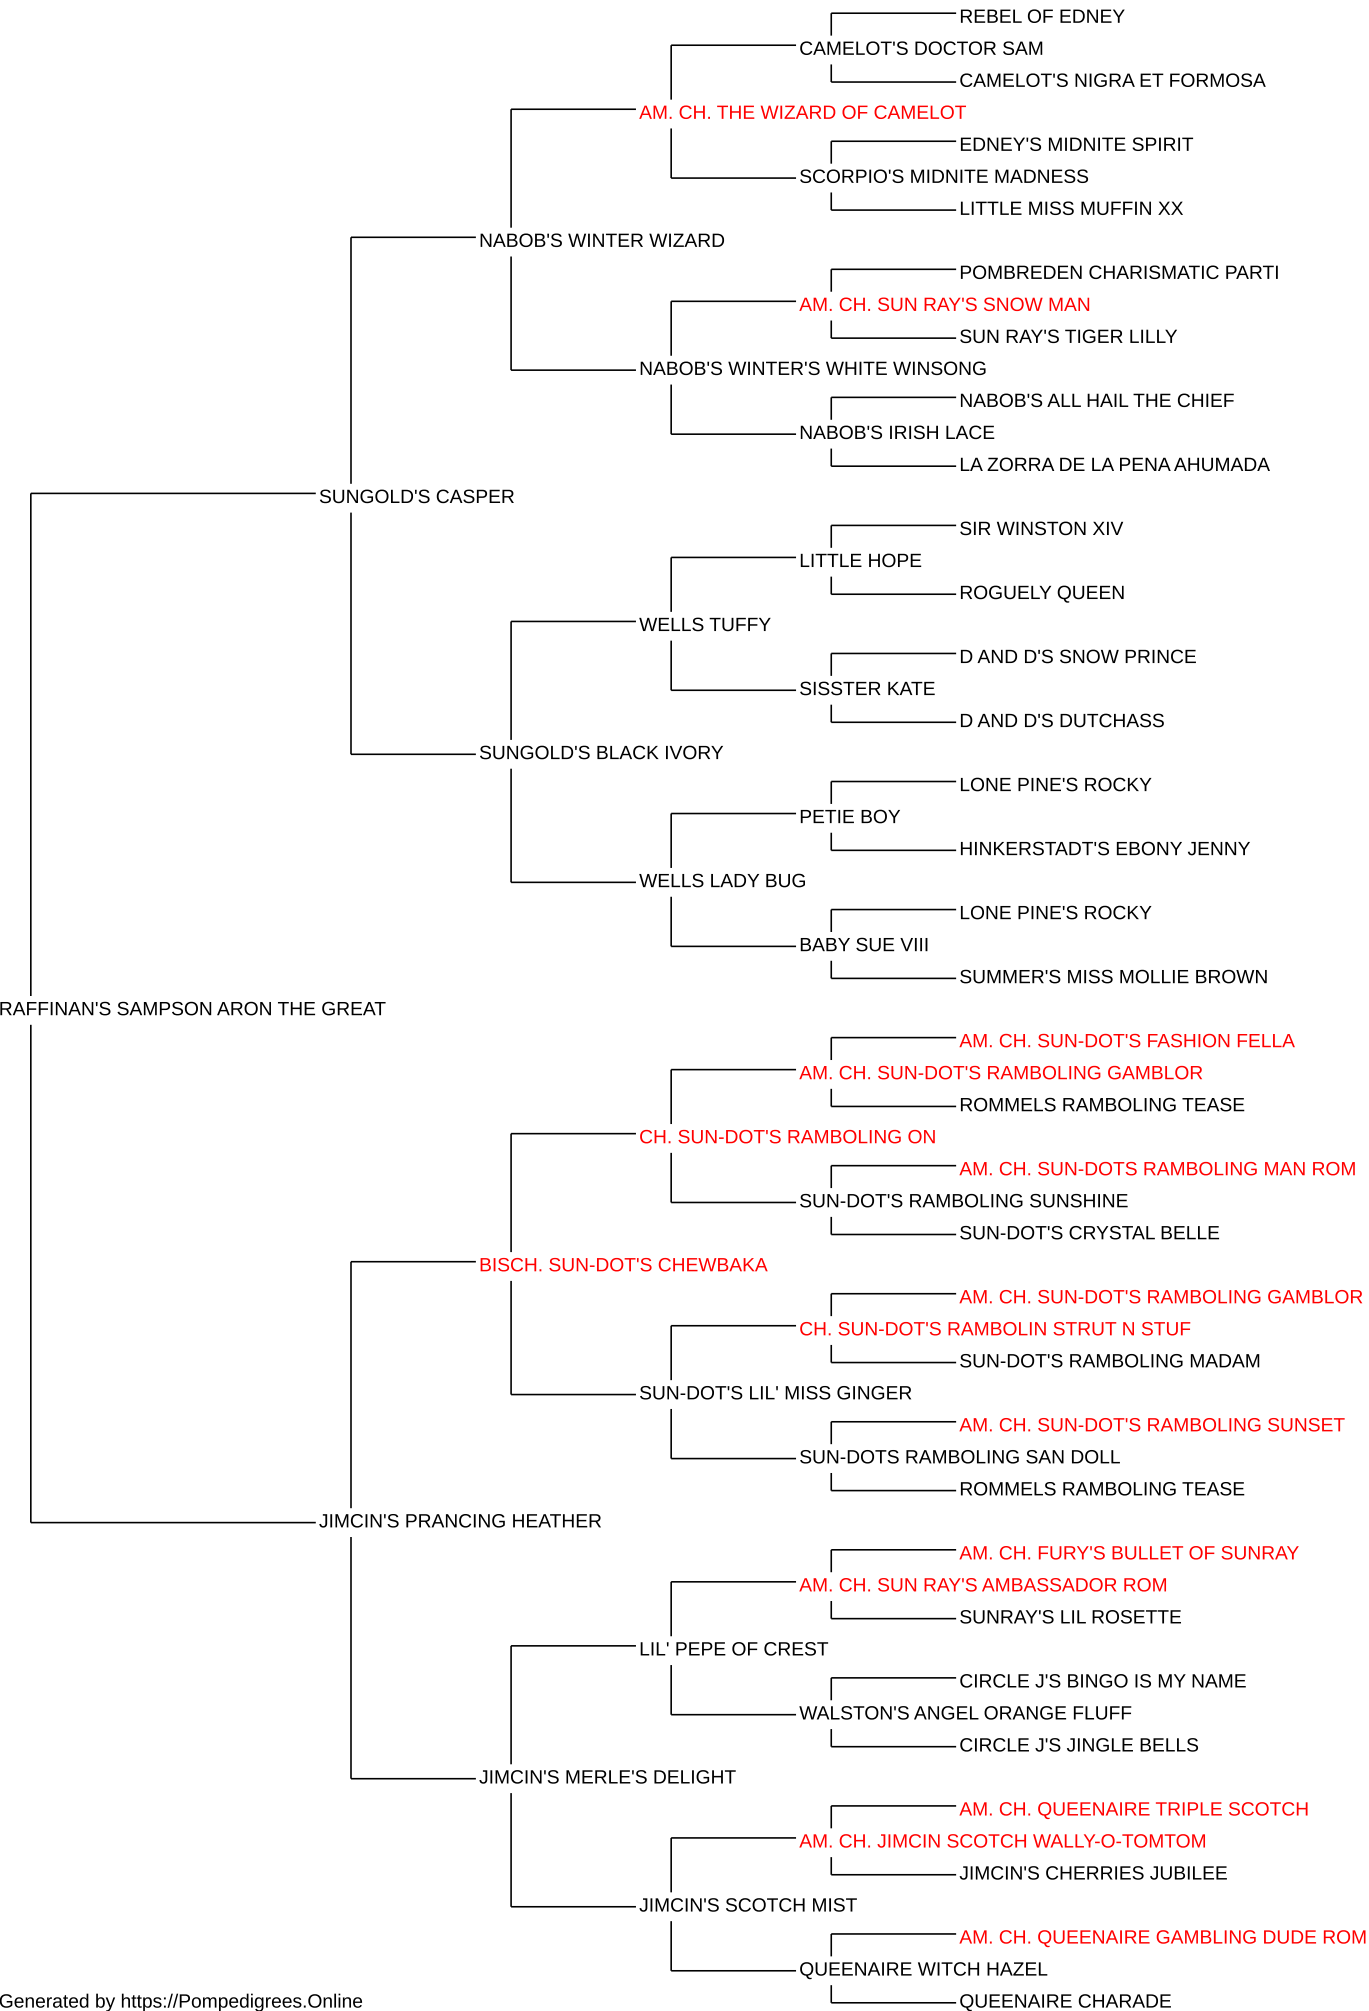 REBEL OF EDNEY
CAMELOT'S DOCTOR SAM
CAMELOT'S NIGRA ET FORMOSA
AM. CH. THE WIZARD OF CAMELOT
EDNEY'S MIDNITE SPIRIT
SCORPIO'S MIDNITE MADNESS
LITTLE MISS MUFFIN XX
NABOB'S WINTER WIZARD
POMBREDEN CHARISMATIC PARTI
AM. CH. SUN RAY'S SNOW MAN
SUN RAY'S TIGER LILLY
NABOB'S WINTER'S WHITE WINSONG
NABOB'S ALL HAIL THE CHIEF
NABOB'S IRISH LACE
LA ZORRA DE LA PENA AHUMADA
SUNGOLD'S CASPER
SIR WINSTON XIV
LITTLE HOPE
ROGUELY QUEEN
WELLS TUFFY
D AND D'S SNOW PRINCE
SISSTER KATE
D AND D'S DUTCHASS
SUNGOLD'S BLACK IVORY
LONE PINE'S ROCKY
PETIE BOY
HINKERSTADT'S EBONY JENNY
WELLS LADY BUG
LONE PINE'S ROCKY
BABY SUE VIII
SUMMER'S MISS MOLLIE BROWN
RAFFINAN'S SAMPSON ARON THE GREAT
AM. CH. SUN-DOT'S FASHION FELLA
AM. CH. SUN-DOT'S RAMBOLING GAMBLOR
ROMMELS RAMBOLING TEASE
CH. SUN-DOT'S RAMBOLING ON
AM. CH. SUN-DOTS RAMBOLING MAN ROM
SUN-DOT'S RAMBOLING SUNSHINE
SUN-DOT'S CRYSTAL BELLE
BISCH. SUN-DOT'S CHEWBAKA
AM. CH. SUN-DOT'S RAMBOLING GAMBLOR
CH. SUN-DOT'S RAMBOLIN STRUT N STUF
SUN-DOT'S RAMBOLING MADAM
SUN-DOT'S LIL' MISS GINGER
AM. CH. SUN-DOT'S RAMBOLING SUNSET
SUN-DOTS RAMBOLING SAN DOLL
ROMMELS RAMBOLING TEASE
JIMCIN'S PRANCING HEATHER
AM. CH. FURY'S BULLET OF SUNRAY
AM. CH. SUN RAY'S AMBASSADOR ROM
SUNRAY'S LIL ROSETTE
LIL' PEPE OF CREST
CIRCLE J'S BINGO IS MY NAME
WALSTON'S ANGEL ORANGE FLUFF
CIRCLE J'S JINGLE BELLS
JIMCIN'S MERLE'S DELIGHT
AM. CH. QUEENAIRE TRIPLE SCOTCH
AM. CH. JIMCIN SCOTCH WALLY-O-TOMTOM
JIMCIN'S CHERRIES JUBILEE
JIMCIN'S SCOTCH MIST
AM. CH. QUEENAIRE GAMBLING DUDE ROM
QUEENAIRE WITCH HAZEL
QUEENAIRE CHARADE
Generated by https://Pompedigrees.Online